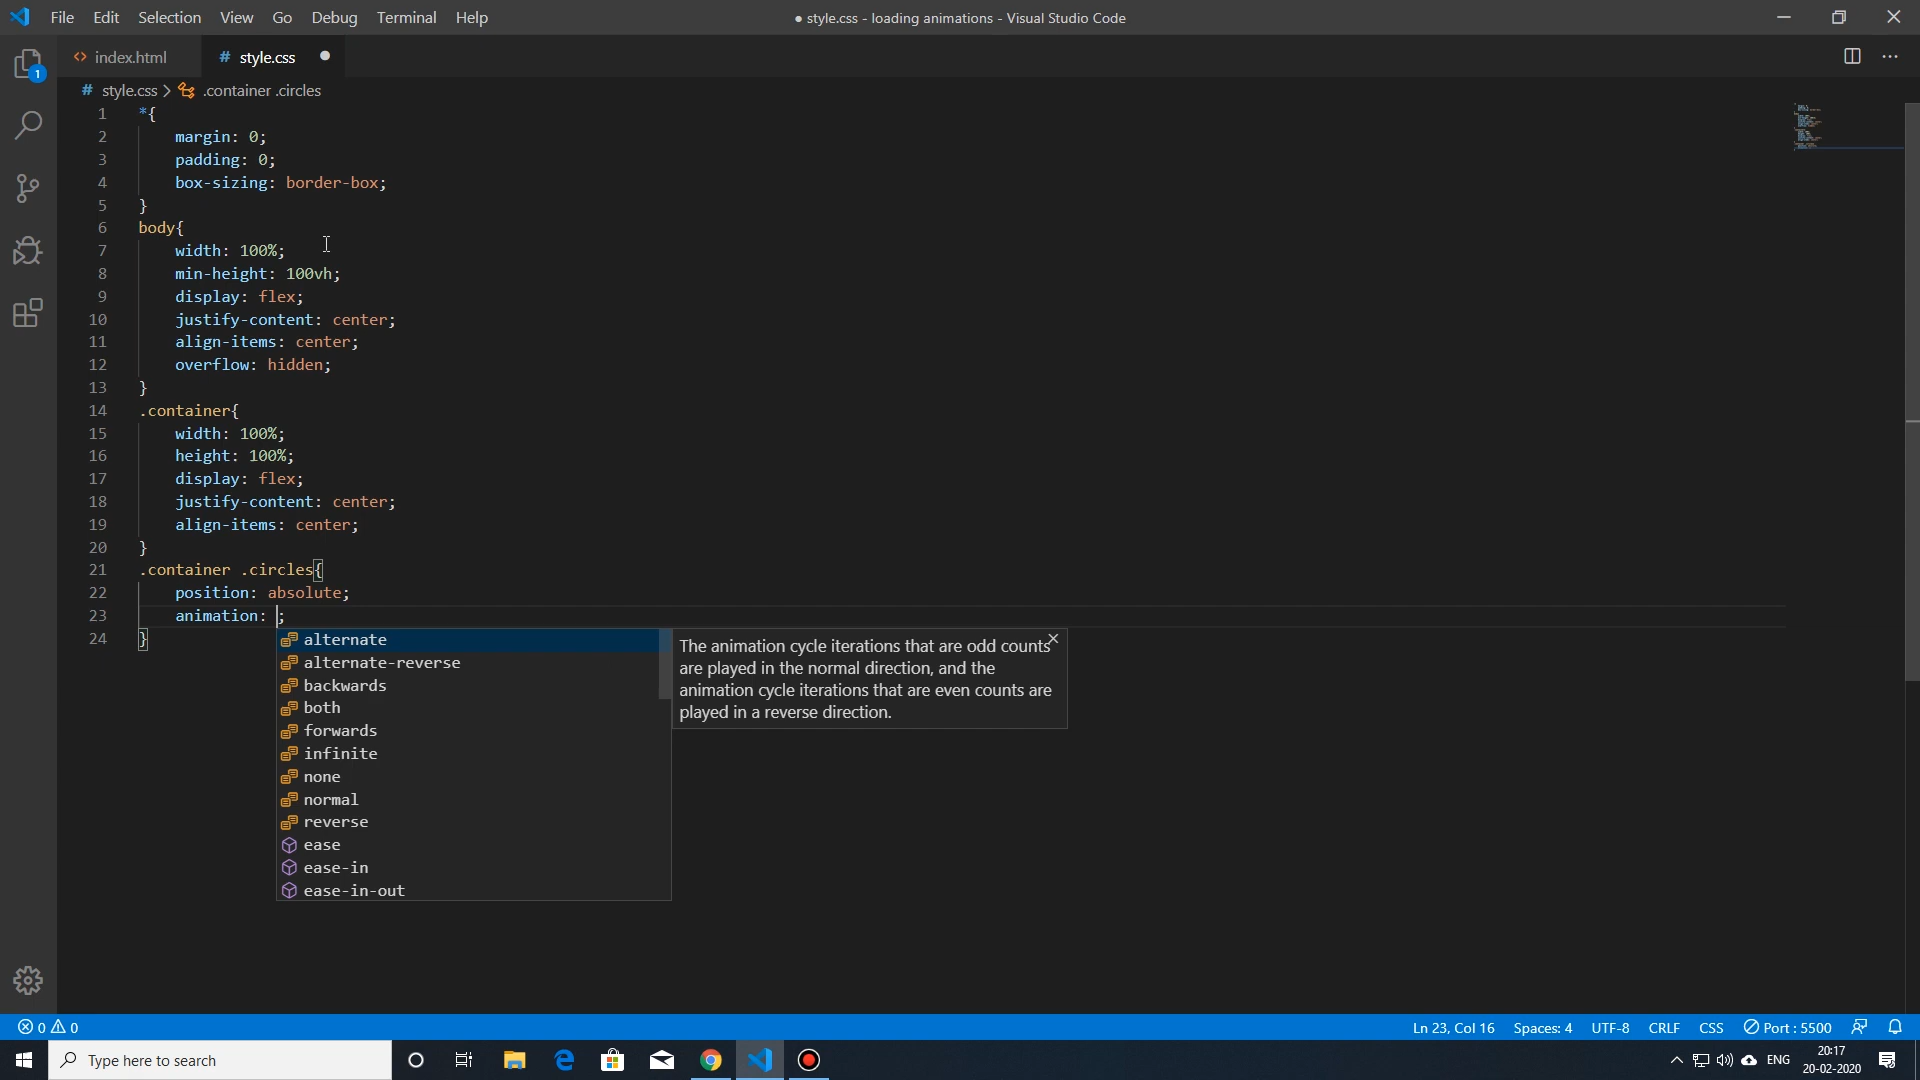 File Edit Selection View Go Debug Terminal Help
● style.css - loading animations - Visual Studio Code
<> index.html
# style.css ●
# style.css > .container .circles
1 *{
2 margin: 0;
3 padding: 0;
4 box-sizing: border-box;
5 }
6 body{
7 width: 100%;
8 min-height: 100vh;
9 display: flex;
10 justify-content: center;
11 align-items: center;
12 overflow: hidden;
13 }
14 .container{
15 width: 100%;
16 height: 100%;
17 display: flex;
18 justify-content: center;
19 align-items: center;
20 }
21 .container .circles{
22 position: absolute;
23 animation: ;
24 }
alternate
alternate-reverse
backwards
both
forwards
infinite
none
normal
reverse
ease
ease-in
ease-in-out
The animation cycle iterations that are odd counts
are played in the normal direction, and the
animation cycle iterations that are even counts are
played in a reverse direction.
1
0 0
Ln 23, Col 16 Spaces: 4 UTF-8 CRLF CSS Port : 5500
Type here to search
ENG
20:17
20-02-2020